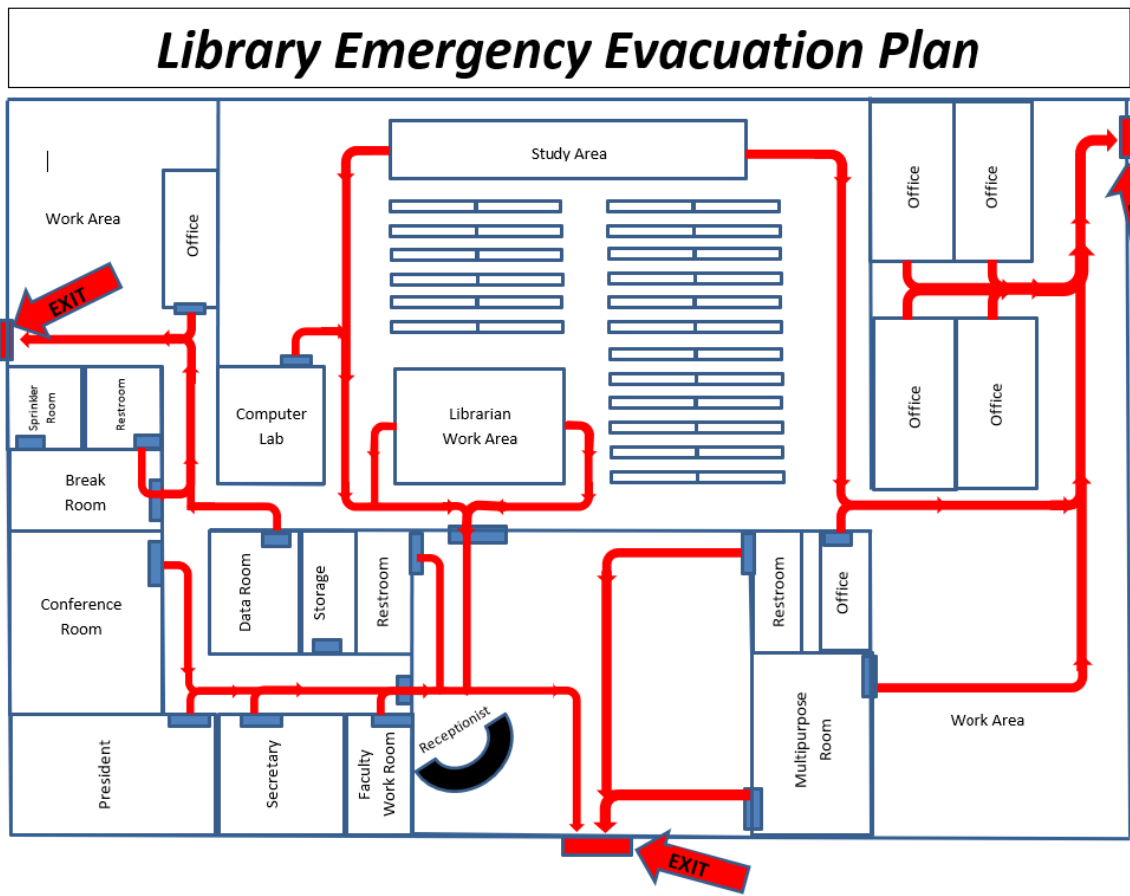 Library Emergency Evacuation Plan
Study Area
Office
Office
Work Area
Office
EXIT
Sprinkler
Room
Restroom
Computer
Lab
Librarian
Work Area
Office
Office
Break
Room
Conference
Room
Data Room
Storage
Restroom
Restroom
Office
Receptionist
Multipurpose
Room
Work Area
President
Secretary
Faculty
Work Room
EXIT